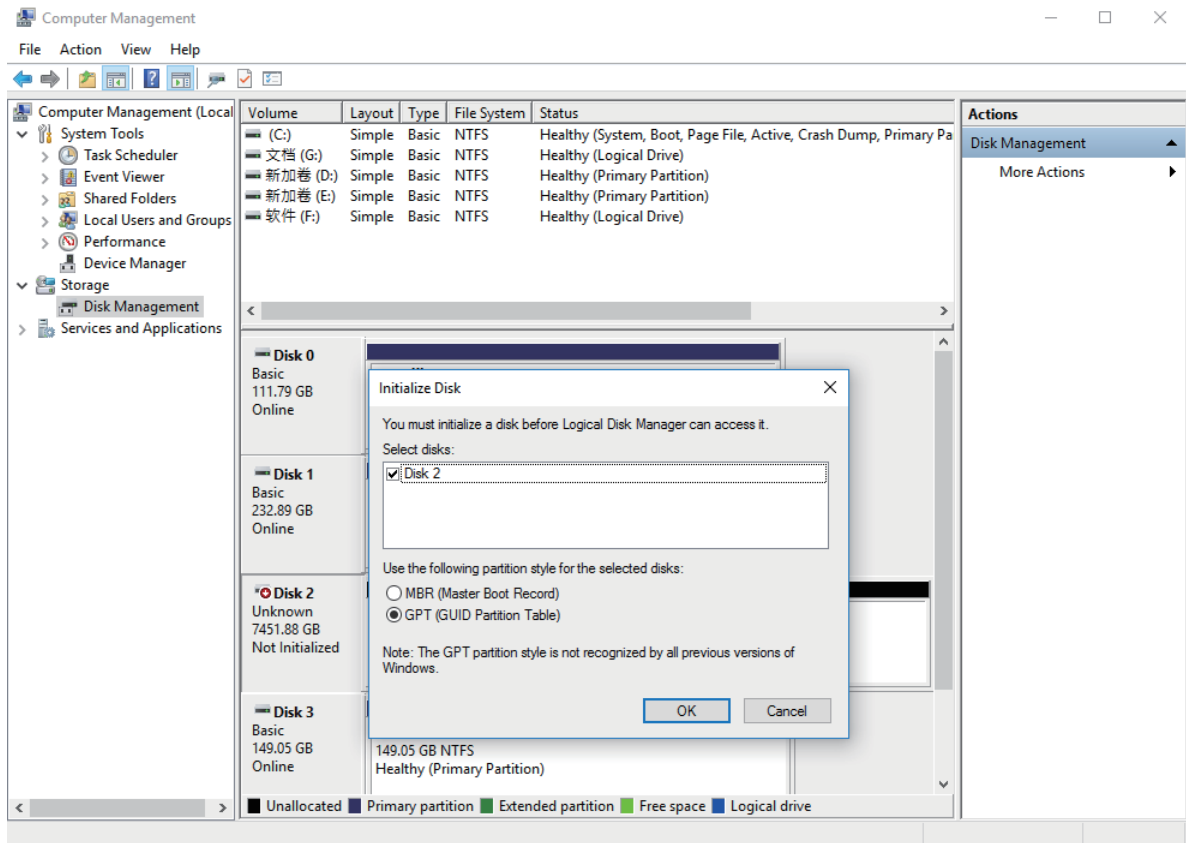 Computer Management
File Action View Help
Computer Management (Local
System Tools
Task Scheduler
Event Viewer
Shared Folders
Local Users and Groups
Performance
Device Manager
Storage
Disk Management
Services and Applications
Volume Layout Type File System Status
(C:) Simple Basic NTFS Healthy (System, Boot, Page File, Active, Crash Dump, Primary Pa
文档 (G:) Simple Basic NTFS Healthy (Logical Drive)
新加卷 (D:) Simple Basic NTFS Healthy (Primary Partition)
新加卷 (E:) Simple Basic NTFS Healthy (Primary Partition)
软件 (F:) Simple Basic NTFS Healthy (Logical Drive)
Disk 0
Basic
111.79 GB
Online
Disk 1
Basic
232.89 GB
Online
Disk 2
Unknown
7451.88 GB
Not Initialized
Disk 3
Basic
149.05 GB
Online
149.05 GB NTFS
Healthy (Primary Partition)
Initialize Disk
You must initialize a disk before Logical Disk Manager can access it.
Select disks:
Disk 2
Use the following partition style for the selected disks:
MBR (Master Boot Record)
GPT (GUID Partition Table)
Note: The GPT partition style is not recognized by all previous versions of
Windows.
OK Cancel
Unallocated Primary partition Extended partition Free space Logical drive
Actions
Disk Management
More Actions